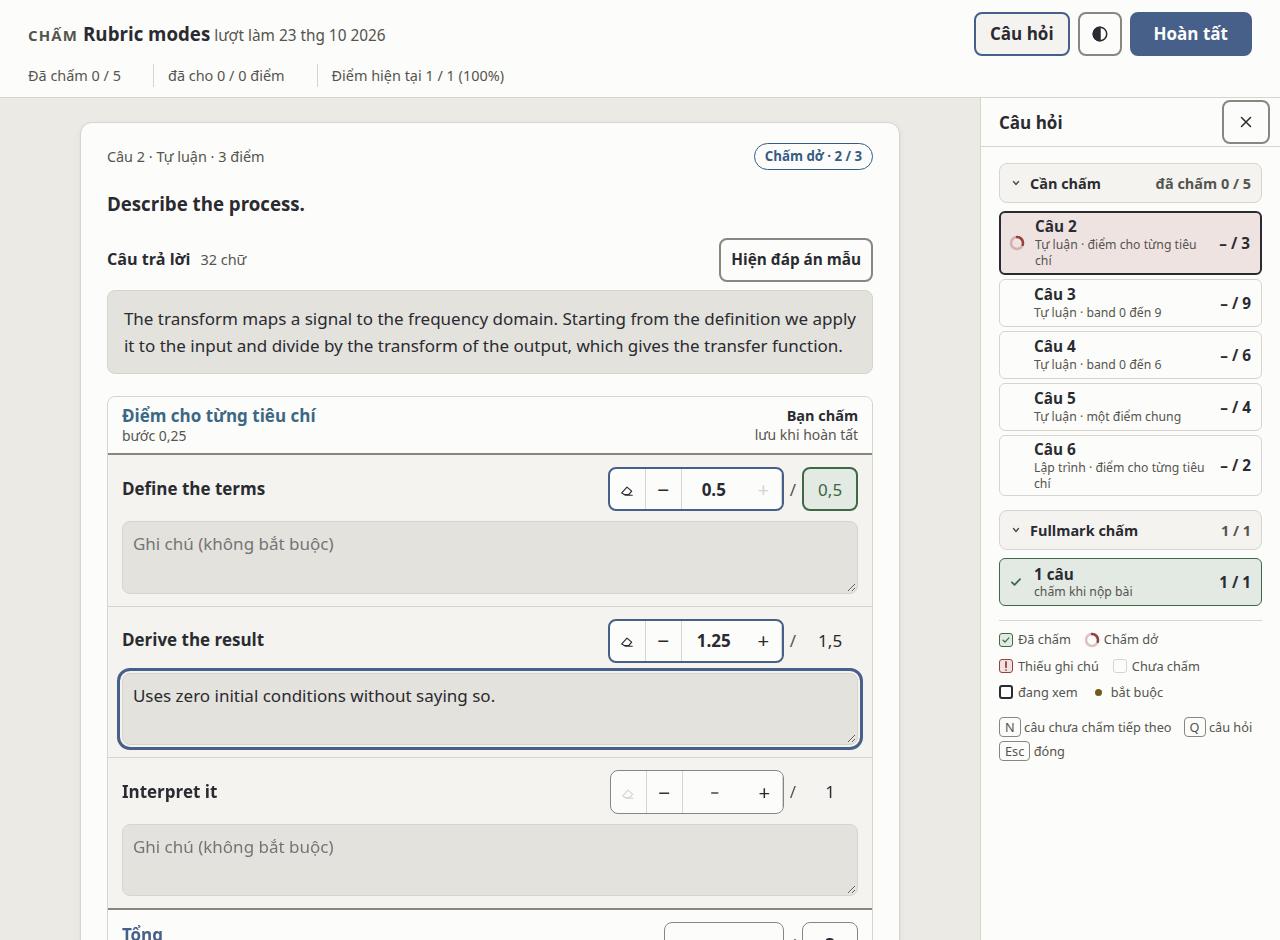 CHẤM Rubric modes lượt làm 23 thg 10 2026
Câu hỏi
Hoàn tất
Đã chấm 0 / 5
đã cho 0 / 0 điểm
Điểm hiện tại 1 / 1 (100%)
Câu 2 · Tự luận · 3 điểm
Chấm dở · 2 / 3
Describe the process.
Câu trả lời 32 chữ
Hiện đáp án mẫu
The transform maps a signal to the frequency domain. Starting from the definition we apply
it to the input and divide by the transform of the output, which gives the transfer function.
Điểm cho từng tiêu chí
bước 0,25
Bạn chấm
lưu khi hoàn tất
Define the terms
− 0.5 + / 0,5
Ghi chú (không bắt buộc)
Derive the result
− 1.25 + / 1,5
Uses zero initial conditions without saying so.
Interpret it
− – + / 1
Ghi chú (không bắt buộc)
Tổng
Câu hỏi
Cần chấm
đã chấm 0 / 5
Câu 2
Tự luận · điểm cho từng tiêu
chí
– / 3
Câu 3
Tự luận · band 0 đến 9
– / 9
Câu 4
Tự luận · band 0 đến 6
– / 6
Câu 5
Tự luận · một điểm chung
– / 4
Câu 6
Lập trình · điểm cho từng tiêu
chí
– / 2
Fullmark chấm
1 / 1
1 câu
chấm khi nộp bài
1 / 1
Đã chấm
Chấm dở
Thiếu ghi chú
Chưa chấm
đang xem
bắt buộc
N câu chưa chấm tiếp theo
Q câu hỏi
Esc đóng